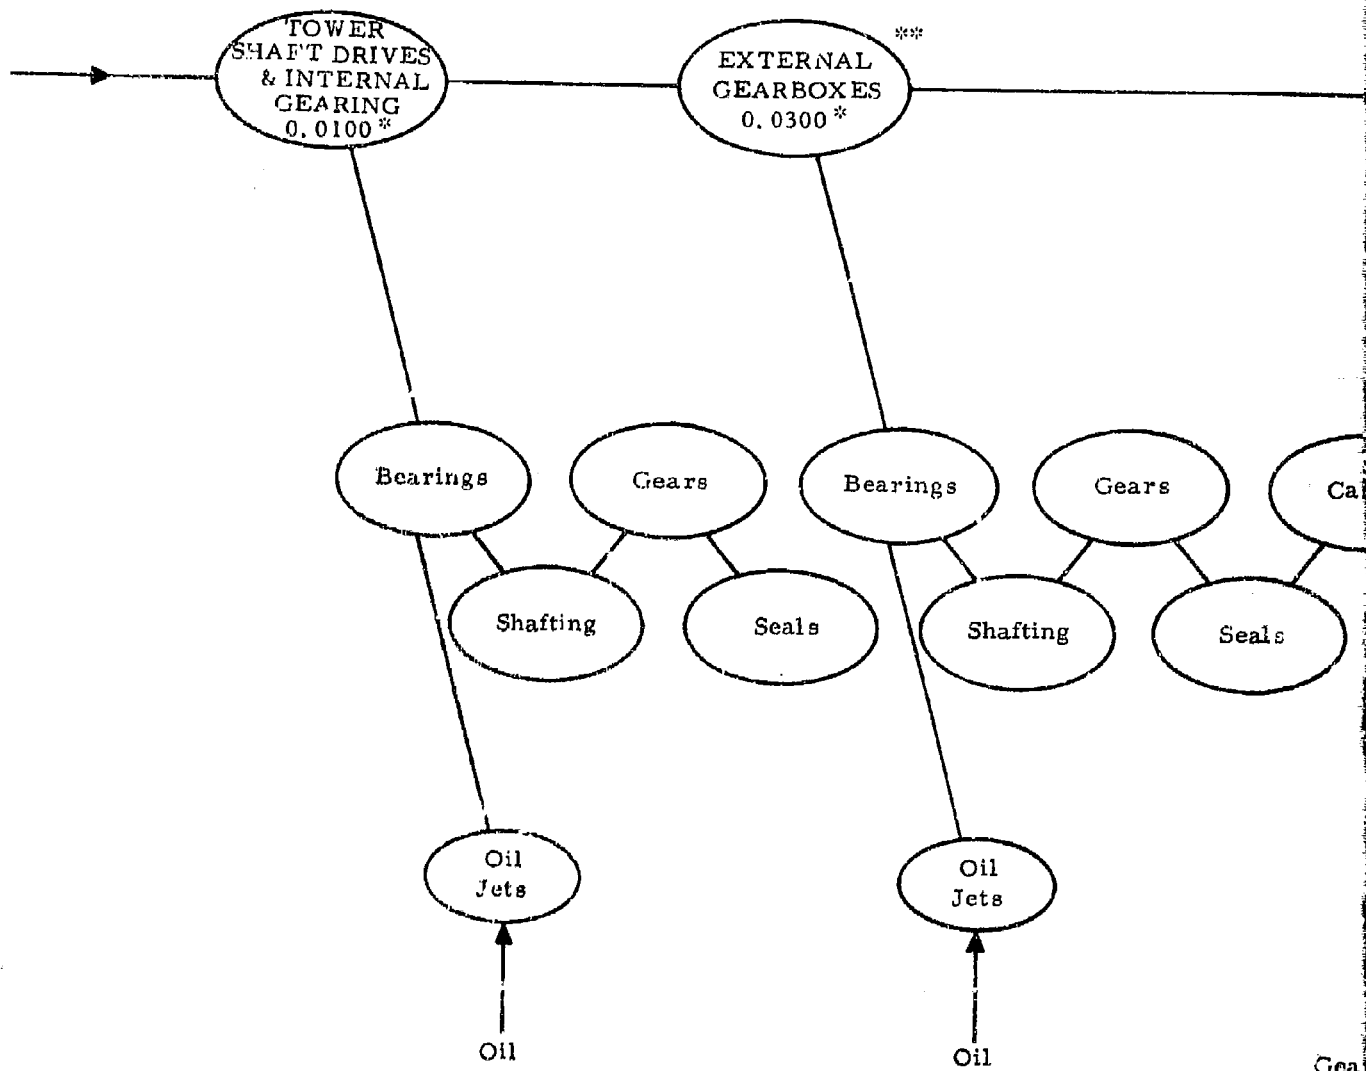 TOWER
SHAFT DRIVES
& INTERNAL
GEARING
0.0100*
**
EXTERNAL
GEARBOXES
0.0300*
Bearings
Gears
Bearings
Gears
Shafting
Seals
Shafting
Seals
Oil
Jets
Oil
Jets
Oil
Oil